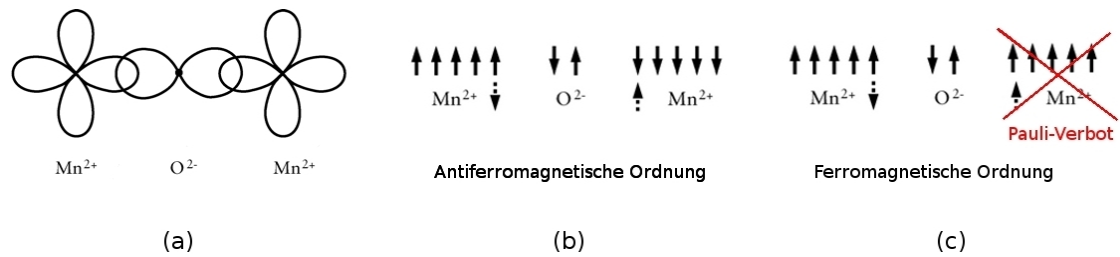 Mn²⁺ O²⁻ Mn²⁺
(a)
Mn²⁺ O²⁻ Mn²⁺
Antiferromagnetische Ordnung
(b)
Mn²⁺ O²⁻ Mn²⁺
Pauli-Verbot
Ferromagnetische Ordnung
(c)